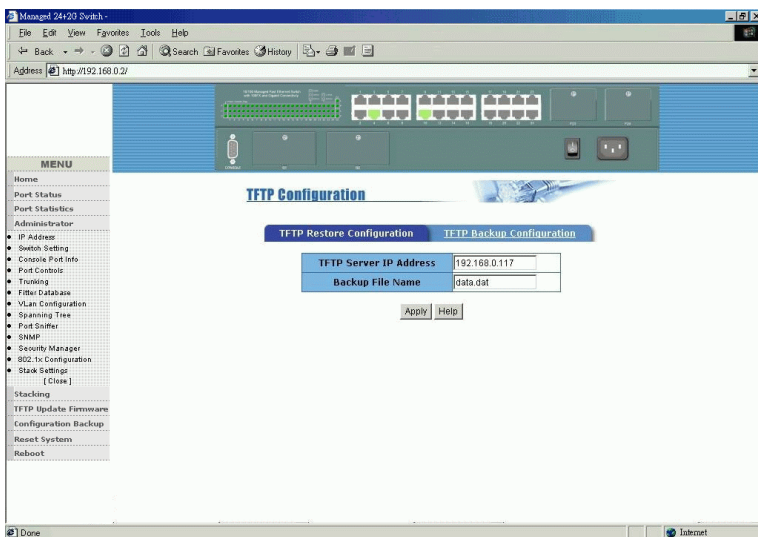 Managed 24+2G Switch -
File Edit View Favorites Tools Help
Back Search Favorites History
Address http://192.168.0.2/
CONSOLE
MENU
Home
Port Status
Port Statistics
Administrator
IP Address
Switch Setting
Console Port Info
Port Controls
Trunking
Filter Database
VLan Configuration
Spanning Tree
Port Sniffer
SNMP
Security Manager
802.1x Configuration
Stack Settings
[ Close ]
Stacking
TFTP Update Firmware
Configuration Backup
Reset System
Reboot
TFTP Configuration
TFTP Restore Configuration TFTP Backup Configuration
TFTP Server IP Address 192.168.0.117
Backup File Name data.dat
Apply Help
Done Internet